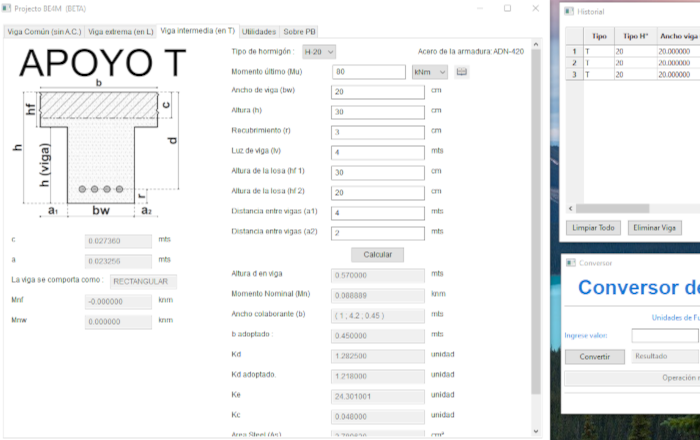 Projecto BEAM (BETA)
Viga Común (sin A.C.) Viga extrema (en L) Viga intermedia (en T) Utilidades Sobre PB
APOYO T
b
hf
c
h
h (viga)
d
r
a1 bw a2
c 0.027360 mts
a 0.023256 mts
La viga se comporta como: RECTANGULAR
Mnf -0.000000 knm
Mnw 0.000000 knm
Tipo de hormigón: H-20 Acero de la armadura: ADN-420
Momento último (Mu) 80 kNm
Ancho de viga (bw) 20 cm
Altura (h) 30 cm
Recubrimiento (r) 3 cm
Luz de viga (lv) 4 mts
Altura de la losa (hf 1) 30 cm
Altura de la losa (hf 2) 20 cm
Distancia entre vigas (a1) 4 mts
Distancia entre vigas (a2) 2 mts
Calcular
Altura d en viga 0.570000 mts
Momento Nominal (Mn) 0.088889 knm
Ancho colaborante (b) (1; 4.2; 0.45) mts
b adoptado: 0.450000 mts
Kd 1.282500 unidad
Kd adoptado. 1.218000 unidad
Ke 24.301001 unidad
Kc 0.048000 unidad
Area Steel (As) cm²
Historial
Tipo Tipo H° Ancho viga
1 T 20 20.000000
2 T 20 20.000000
3 T 20 20.000000
Limpiar Todo Eliminar Viga
Conversor
Conversor de
Unidades de Fu
Ingrese valor:
Convertir Resultado
Operación